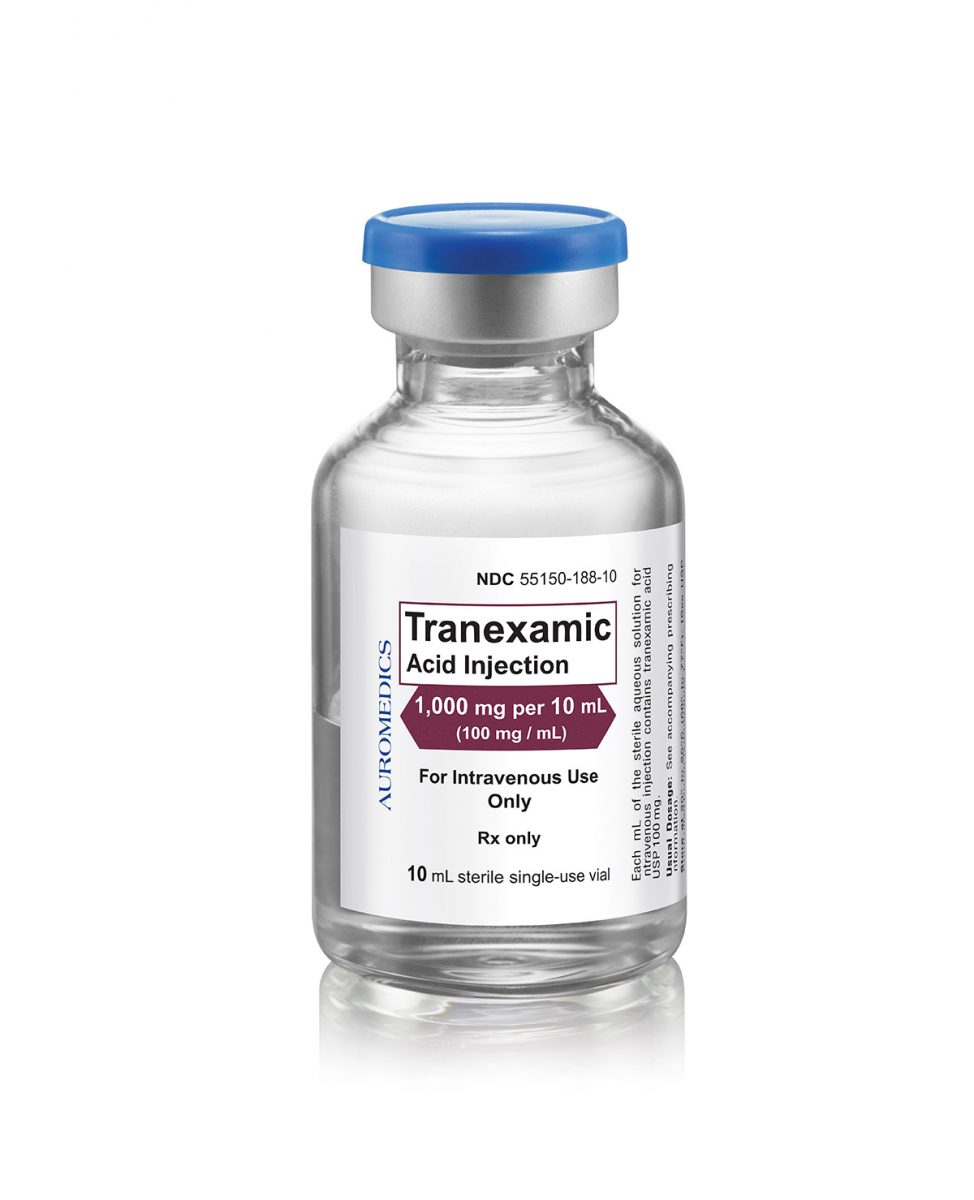 NDC 55150-188-10
Tranexamic
Acid Injection
1,000 mg per 10 mL
(100 mg / mL)
For Intravenous Use
Only
Rx only
10 mL sterile single-use vial
AUROMEDICS
Each mL of the sterile aqueous solution for
ntravenous injection contains tranexamic acid
USP 100 mg.
Usual Dosage: See accompanying prescribing
nformation.